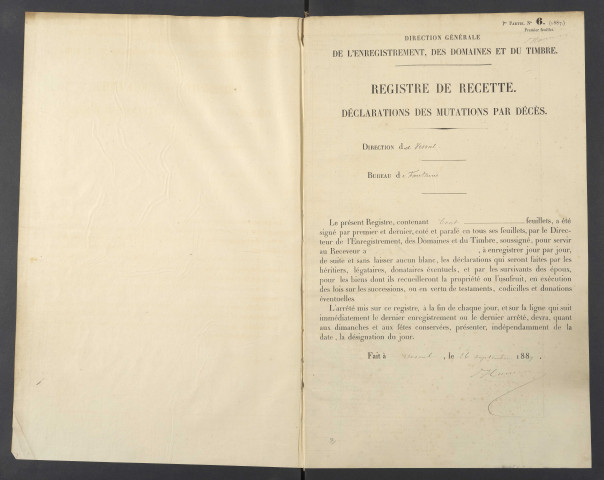 Iʳᵉ Partie. Nº 6. (1887)
Premier feuillet.
DIRECTION GÉNÉRALE
DE L'ENREGISTREMENT, DES DOMAINES ET DU TIMBRE.
REGISTRE DE RECETTE.
DÉCLARATIONS DES MUTATIONS PAR DÉCÈS.
DIRECTION d
BUREAU d
Le présent Registre, contenant Cent feuillets, a été
signé par premier et dernier, coté et parafé en tous ses feuillets, par le Direc-
teur de l'Enregistrement, des Domaines et du Timbre, soussigné, pour servir
au Receveur a , à enregistrer jour par jour,
de suite et sans laisser aucun blanc, les déclarations qui seront faites par les
héritiers, légataires, donataires éventuels, et par les survivants des époux,
pour les biens dont ils recueilleront la propriété ou l'usufruit, en exécution
des lois sur les successions, ou en vertu de testaments, codicilles et donations
éventuelles.
L'arrêté mis sur ce registre, à la fin de chaque jour, et sur la ligne qui suit
immédiatement le dernier enregistrement ou le dernier arrêté, devra, quant
aux dimanches et aux fêtes conservées, présenter, indépendamment de la
date, la désignation du jour.
Fait à , le septembre 188